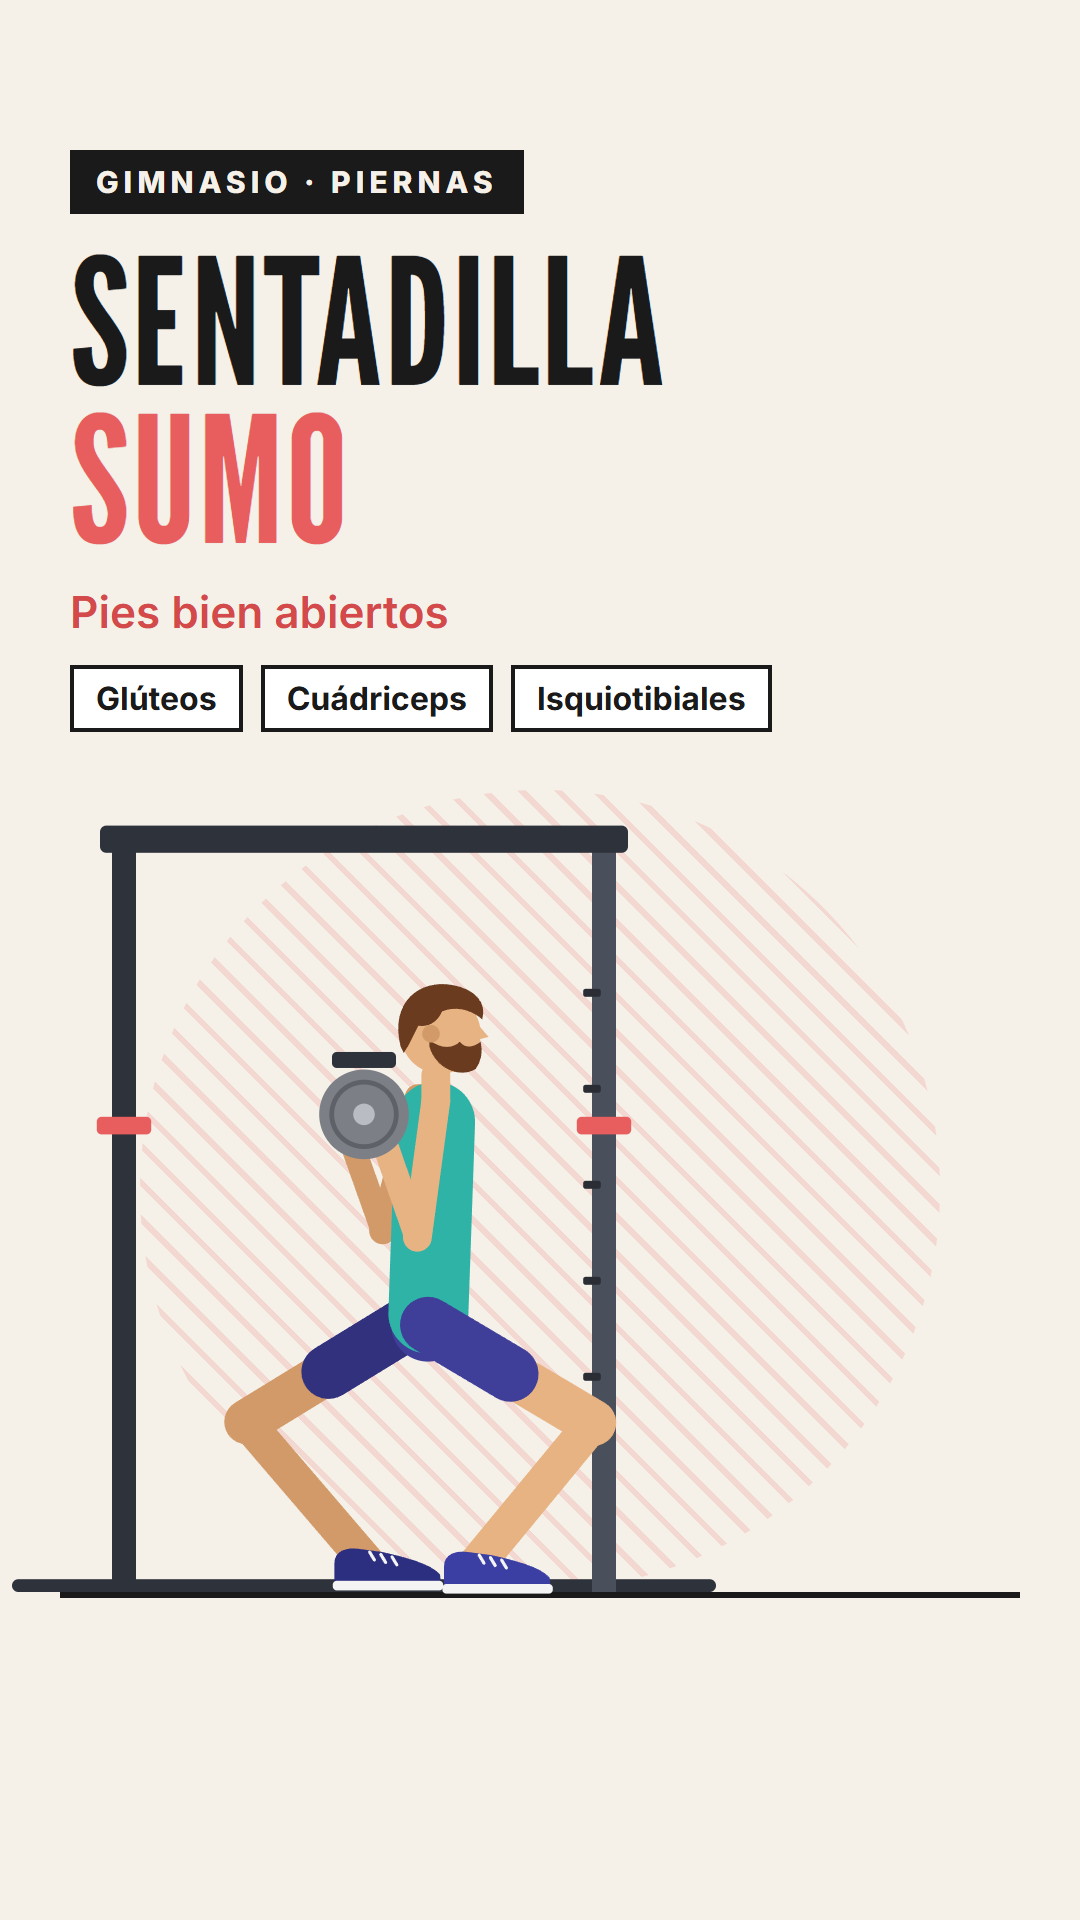 GIMNASIO · PIERNAS
SENTADILLA
SUMO
Pies bien abiertos
Glúteos Cuádriceps Isquiotibiales